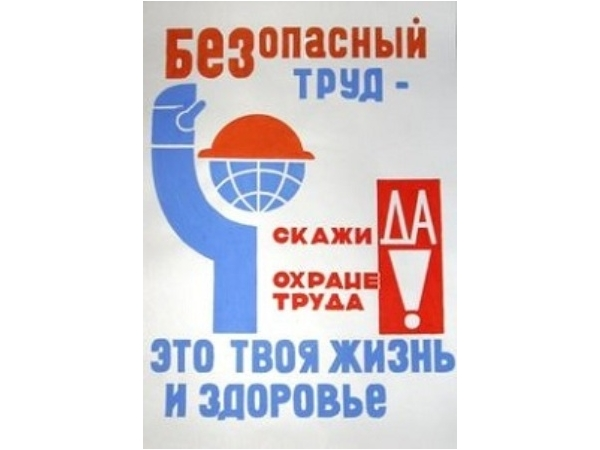 БЕЗОПАСНЫЙ
ТРУД -
СКАЖИ ДА
ОХРАНЕ !
ТРУДА
ЭТО ТВОЯ ЖИЗНЬ
И ЗДОРОВЬЕ